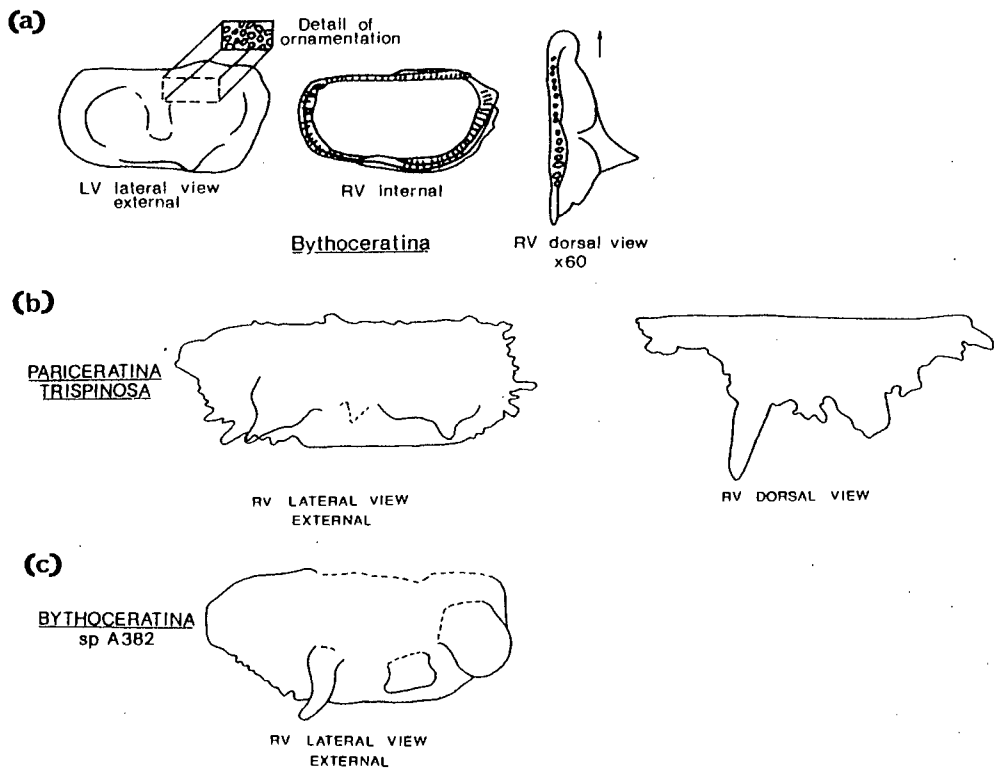 (a)
Detail of
ornamentation
LV lateral view
external
RV internal
Bythoceratina
RV dorsal view
x60
(b)
PARICERATINA
TRISPINOSA
RV LATERAL VIEW
EXTERNAL
RV DORSAL VIEW
(c)
BYTHOCERATINA
sp A382
RV LATERAL VIEW
EXTERNAL